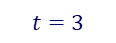 t = 3